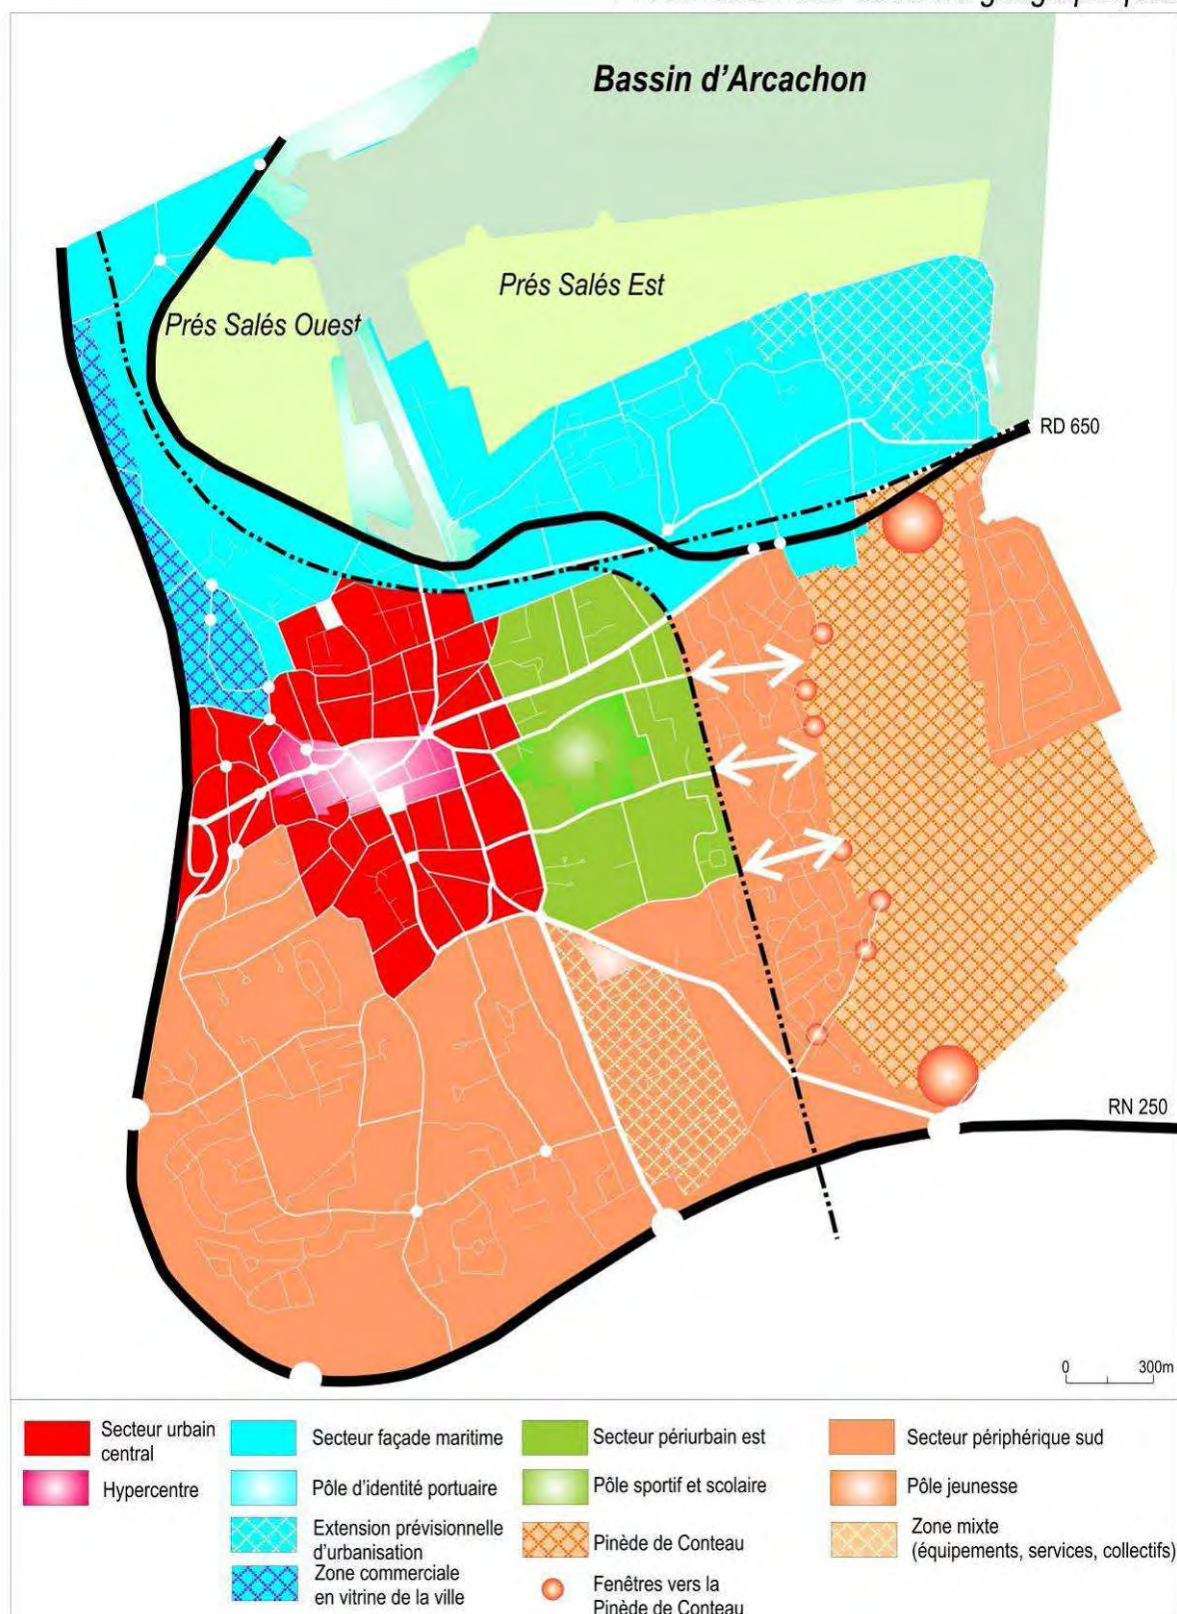 Bassin d'Arcachon
Prés Salés Est
Prés Salés Ouest
RD 650
RN 250
0 300m
Secteur urbain
central
Hypercentre
Secteur façade maritime
Pôle d'identité portuaire
Extension prévisionnelle
d'urbanisation
Zone commerciale
en vitrine de la ville
Secteur périurbain est
Pôle sportif et scolaire
Pinède de Conteau
Fenêtres vers la
Pinède de Conteau
Secteur périphérique sud
Pôle jeunesse
Zone mixte
(équipements, services, collectifs)